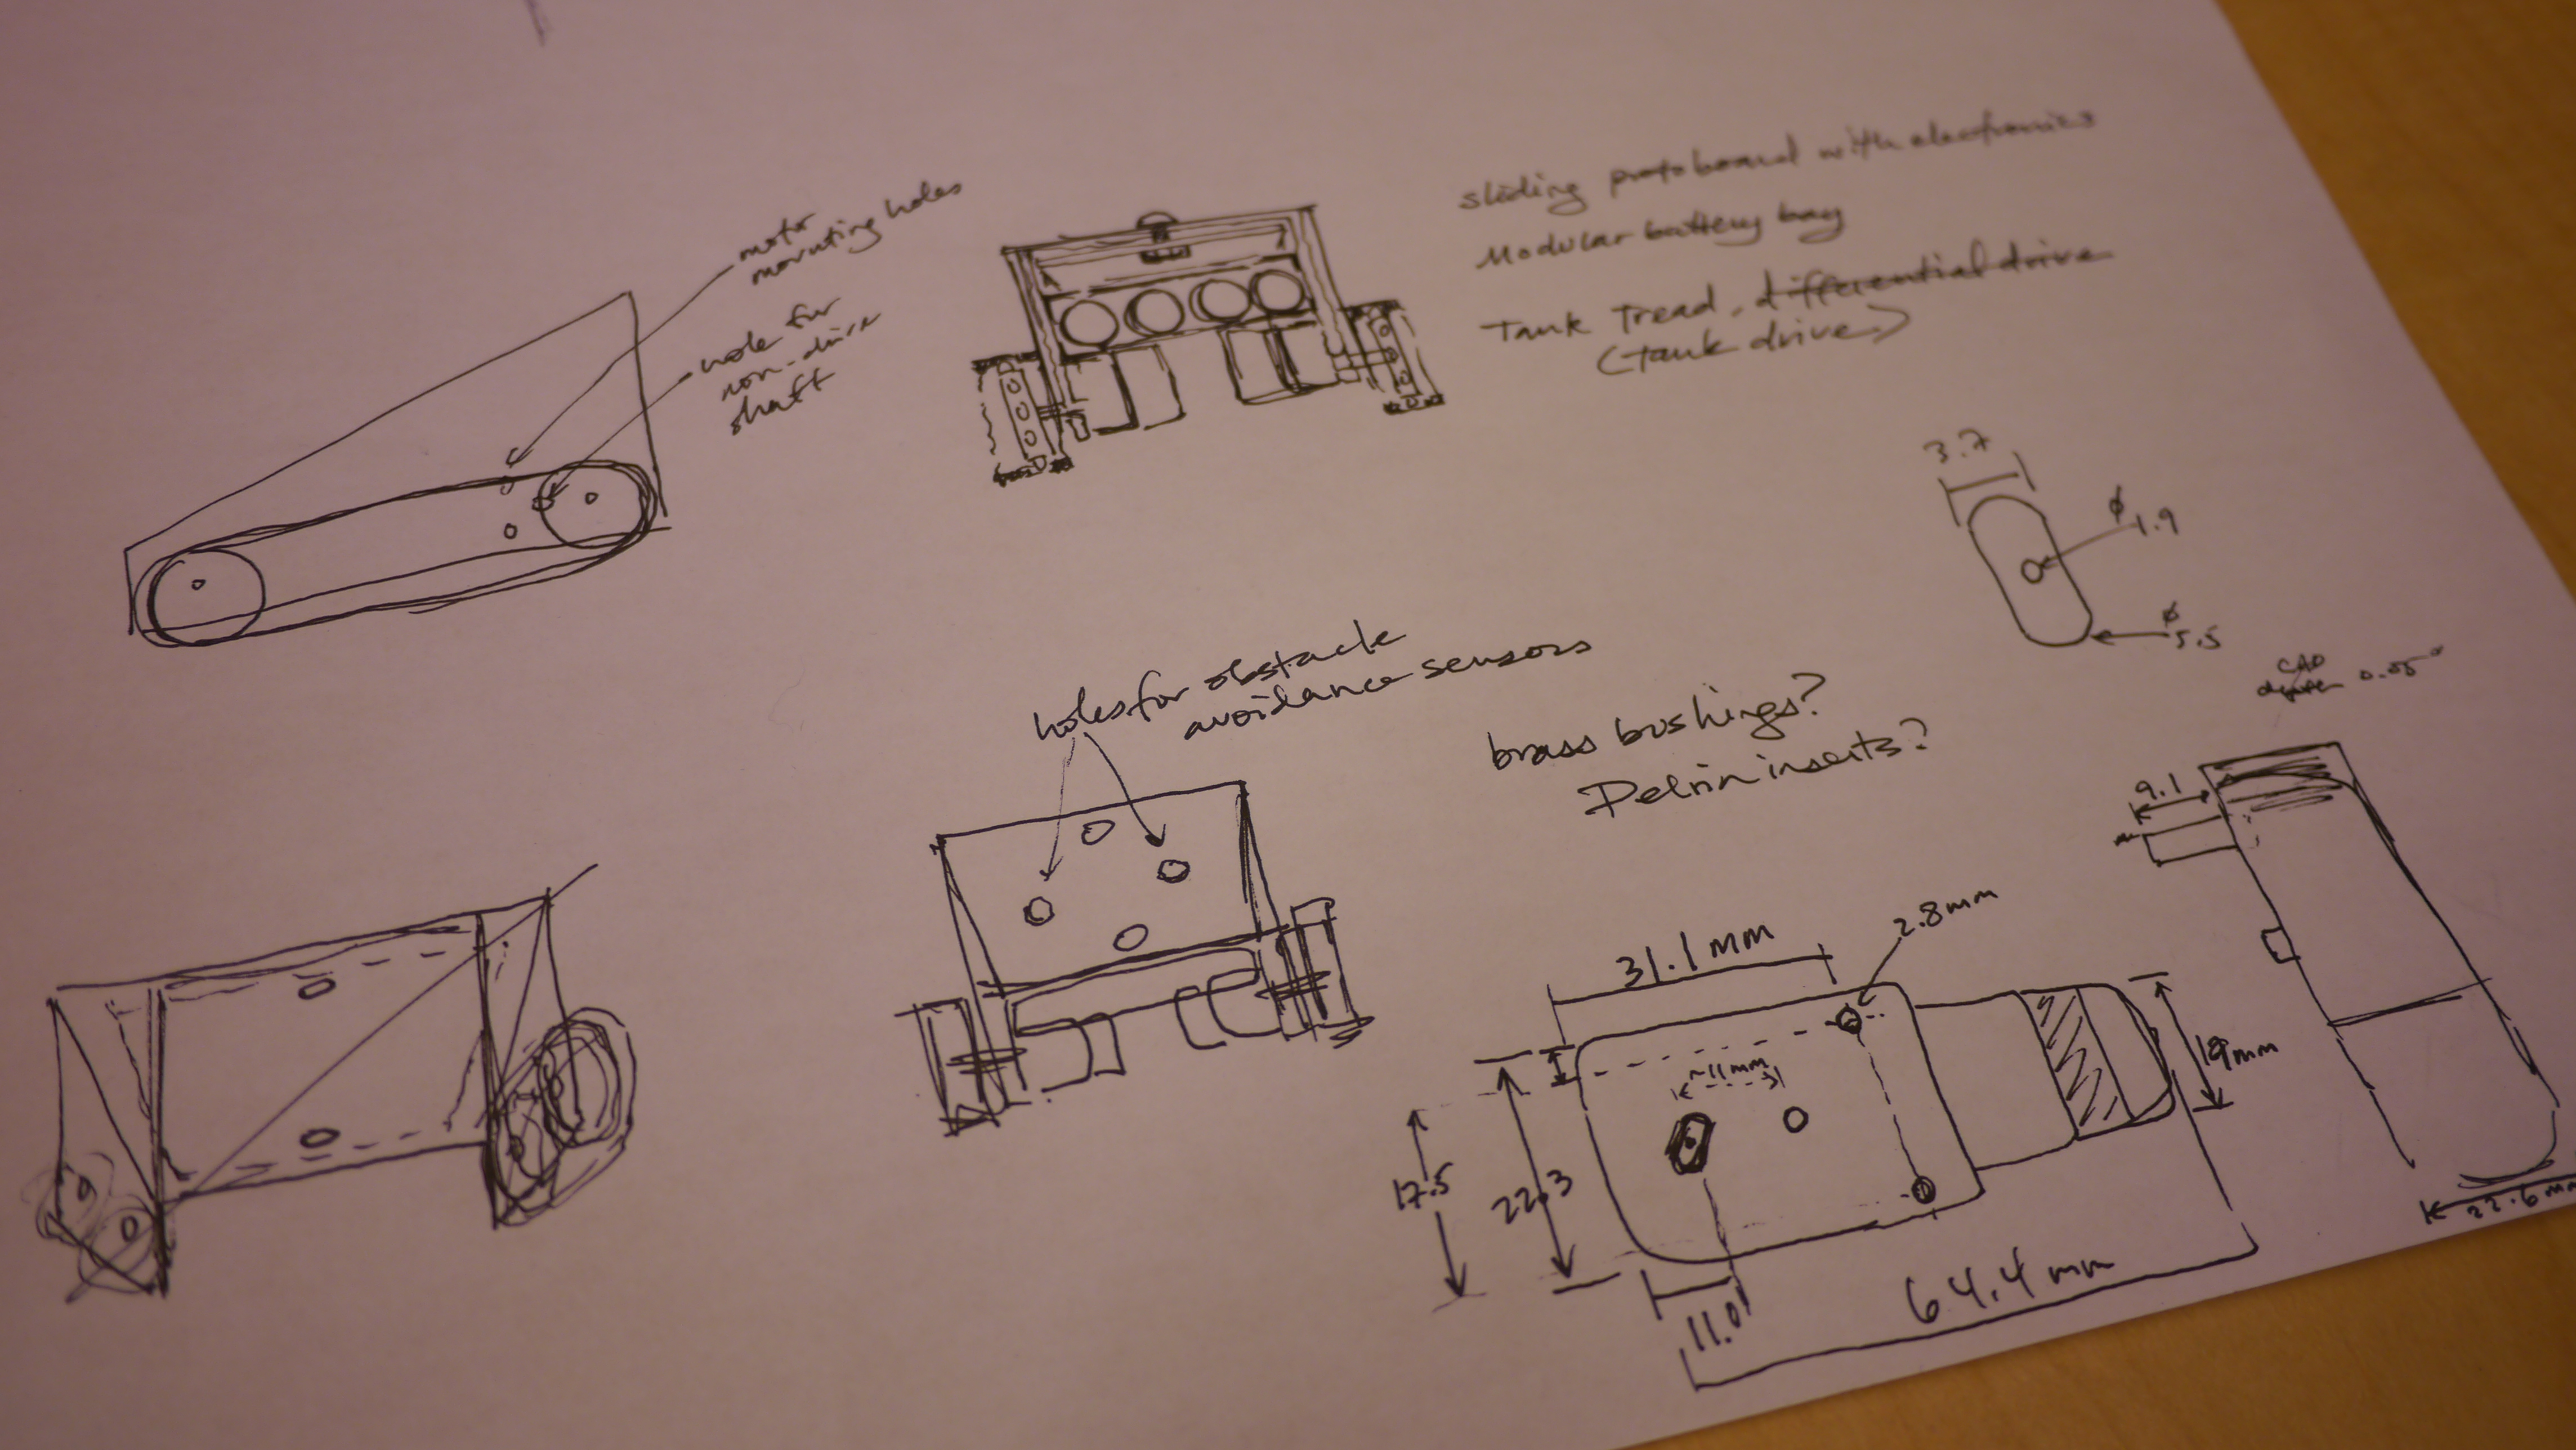 motor
mounting holes
hole for
non-drive
shaft
sliding protoboard with electronics
Modular battery bay
Tank Tread, differential drive
(tank drive)
3.7
ø
1.9
ø
5.5
holes for obstacle
avoidance sensors
brass bushings?
Delrin inserts?
CAD
0.05"
9.1
2.8mm
31.1 mm
~11mm
19mm
17.5
22.3
11.0
64.4 mm
22.6 mm